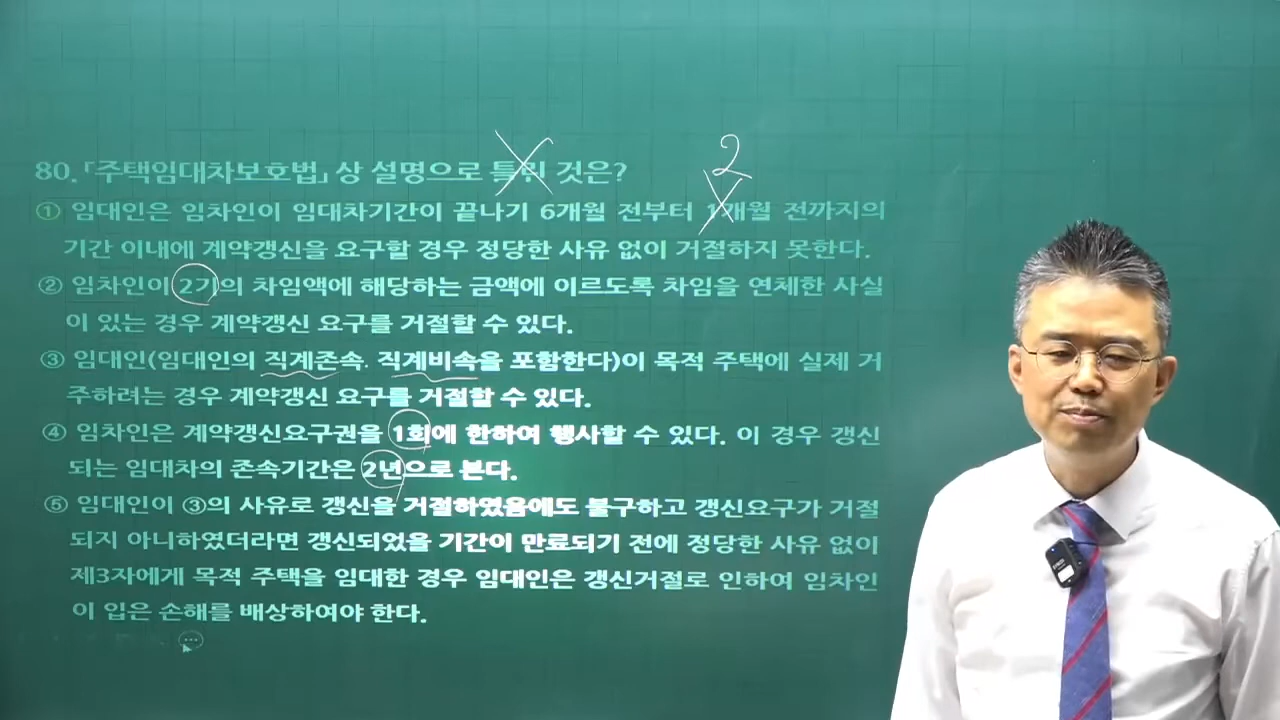 80.「주택임대차보호법」상 설명으로 틀린 것은?
2
① 임대인은 임차인이 임대차기간이 끝나기 6개월 전부터 1개월 전까지의
기간 이내에 계약갱신을 요구할 경우 정당한 사유 없이 거절하지 못한다.
② 임차인이 2기의 차임액에 해당하는 금액에 이르도록 차임을 연체한 사실
이 있는 경우 계약갱신 요구를 거절할 수 있다.
③ 임대인(임대인의 직계존속·직계비속을 포함한다)이 목적 주택에 실제 거
주하려는 경우 계약갱신 요구를 거절할 수 있다.
④ 임차인은 계약갱신요구권을 1회에 한하여 행사할 수 있다. 이 경우 갱신
되는 임대차의 존속기간은 2년으로 본다.
⑤ 임대인이 ③의 사유로 갱신을 거절하였음에도 불구하고 갱신요구가 거절
되지 아니하였더라면 갱신되었을 기간이 만료되기 전에 정당한 사유 없이
제3자에게 목적 주택을 임대한 경우 임대인은 갱신거절로 인하여 임차인
이 입은 손해를 배상하여야 한다.